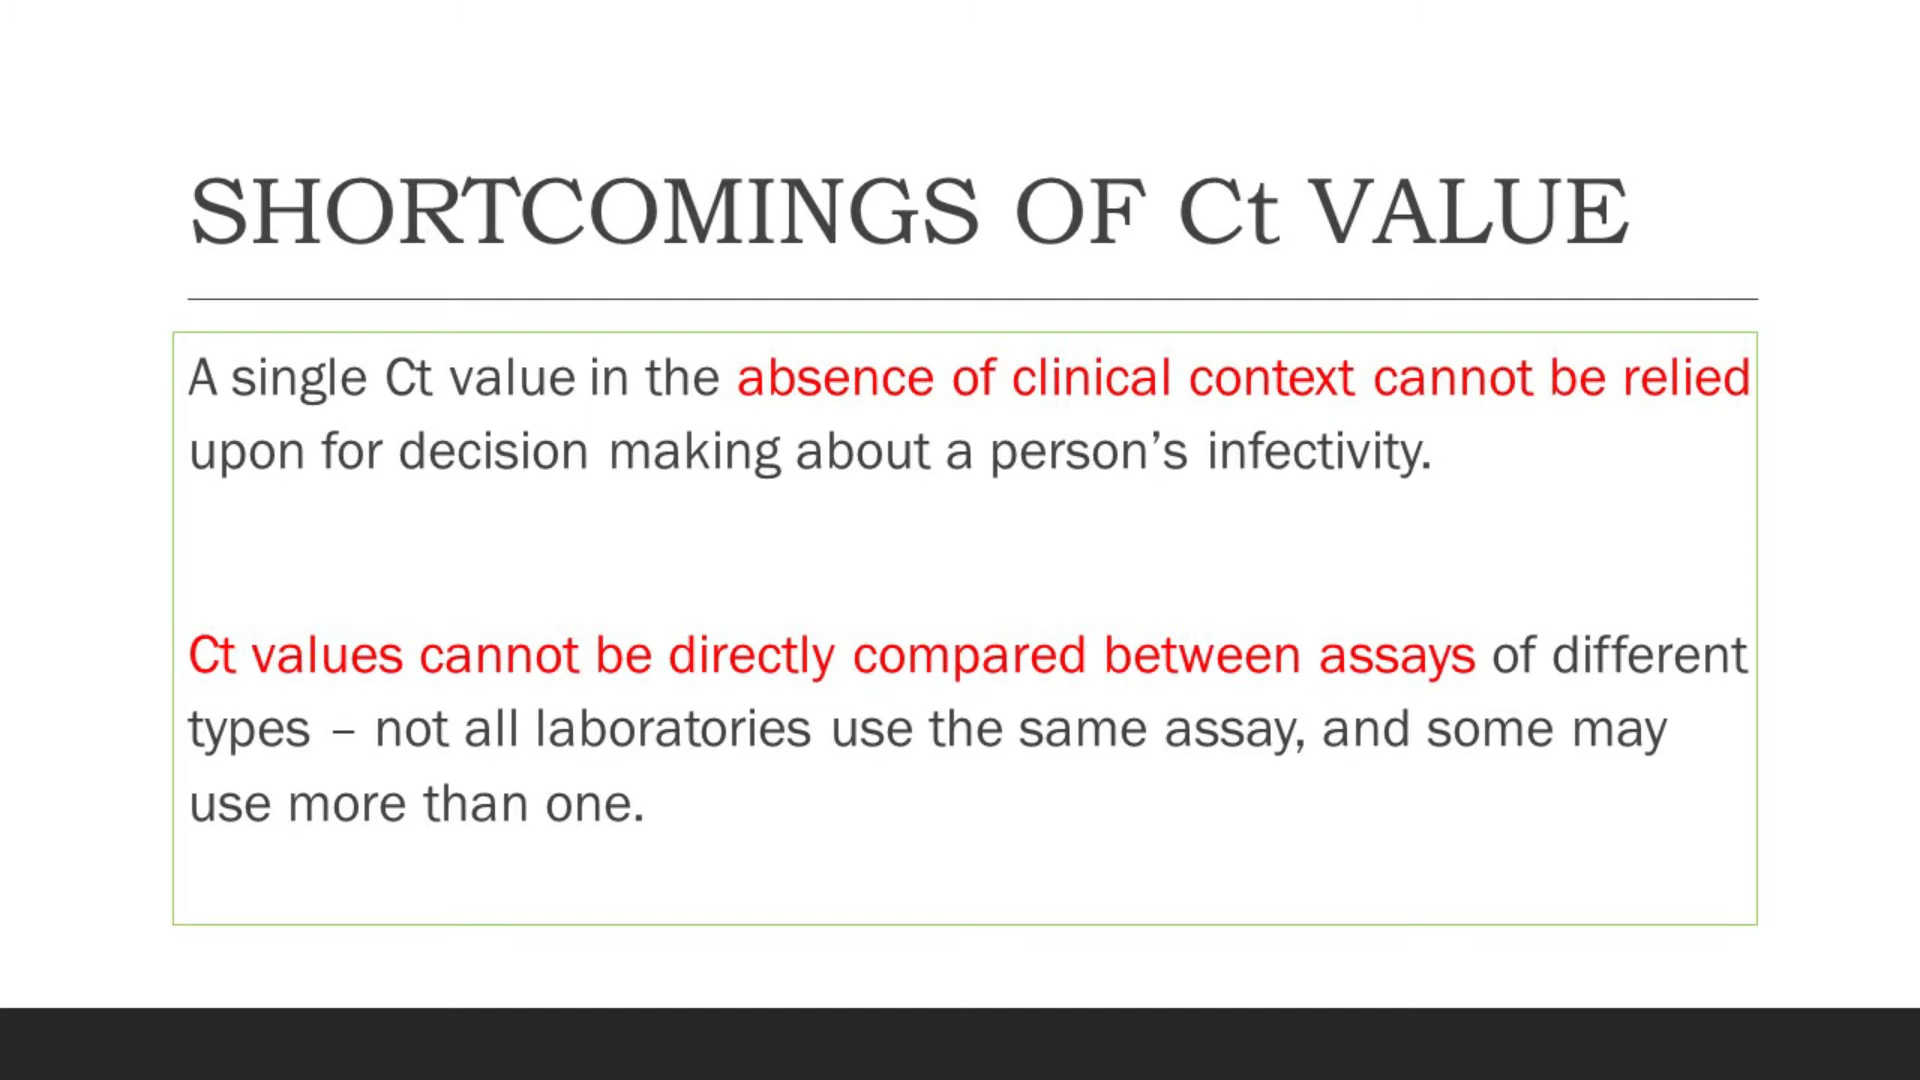 SHORTCOMINGS OF Ct VALUE
A single Ct value in the absence of clinical context cannot be relied
upon for decision making about a person’s infectivity.
Ct values cannot be directly compared between assays of different
types – not all laboratories use the same assay, and some may
use more than one.